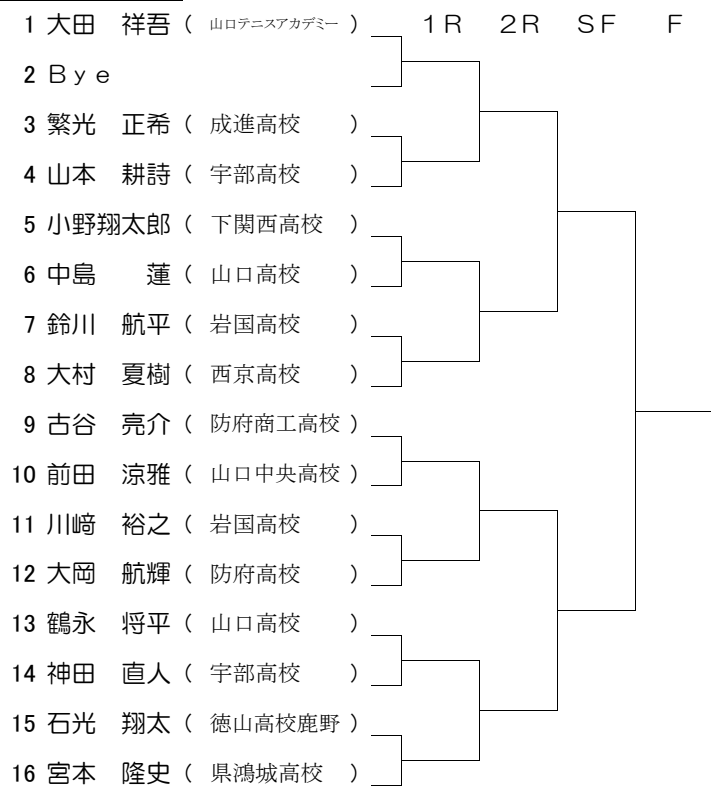 1 大田　祥吾 ( 山口テニスアカデミー ) 1R 2R SF F
2 Bye
3 繁光　正希 ( 成進高校 )
4 山本　耕詩 ( 宇部高校 )
5 小野翔太郎 ( 下関西高校 )
6 中島　蓮 ( 山口高校 )
7 鈴川　航平 ( 岩国高校 )
8 大村　夏樹 ( 西京高校 )
9 古谷　亮介 ( 防府商工高校 )
10 前田　涼雅 ( 山口中央高校 )
11 川﨑　裕之 ( 岩国高校 )
12 大岡　航輝 ( 防府高校 )
13 鶴永　将平 ( 山口高校 )
14 神田　直人 ( 宇部高校 )
15 石光　翔太 ( 徳山高校鹿野 )
16 宮本　隆史 ( 県鴻城高校 )